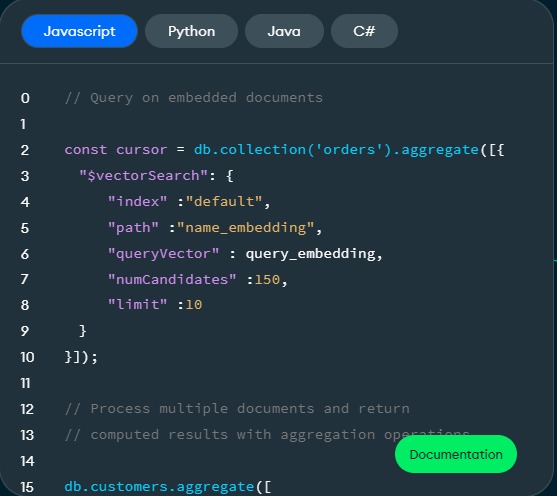 Javascript Python Java C#
0 // Query on embedded documents
1
2 const cursor = db.collection('orders').aggregate([{
3 "$vectorSearch": {
4 "index" :"default",
5 "path" :"name_embedding",
6 "queryVector" : query_embedding,
7 "numCandidates" :150,
8 "limit" :10
9 }
10 }]);
11
12 // Process multiple documents and return
13 // computed results with aggregation operations
Documentation
14
15 db.customers.aggregate([